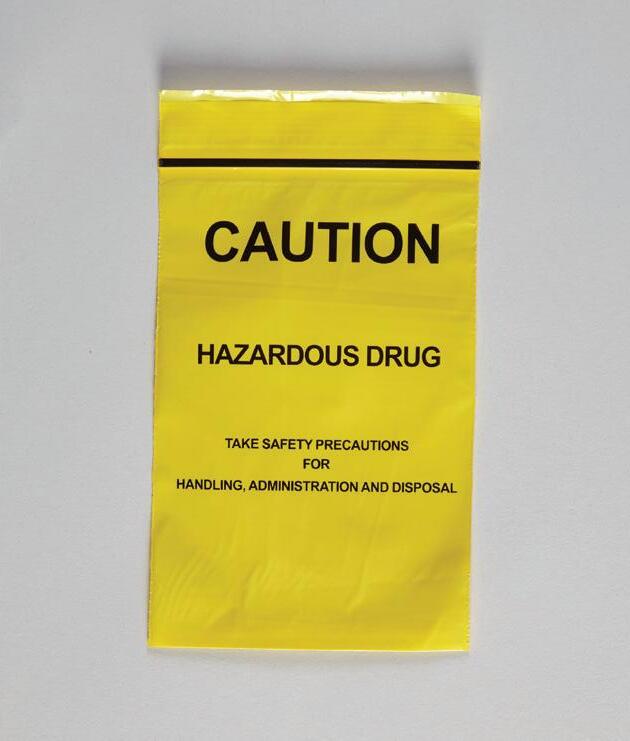 CAUTION
HAZARDOUS DRUG
TAKE SAFETY PRECAUTIONS
FOR
HANDLING, ADMINISTRATION AND DISPOSAL